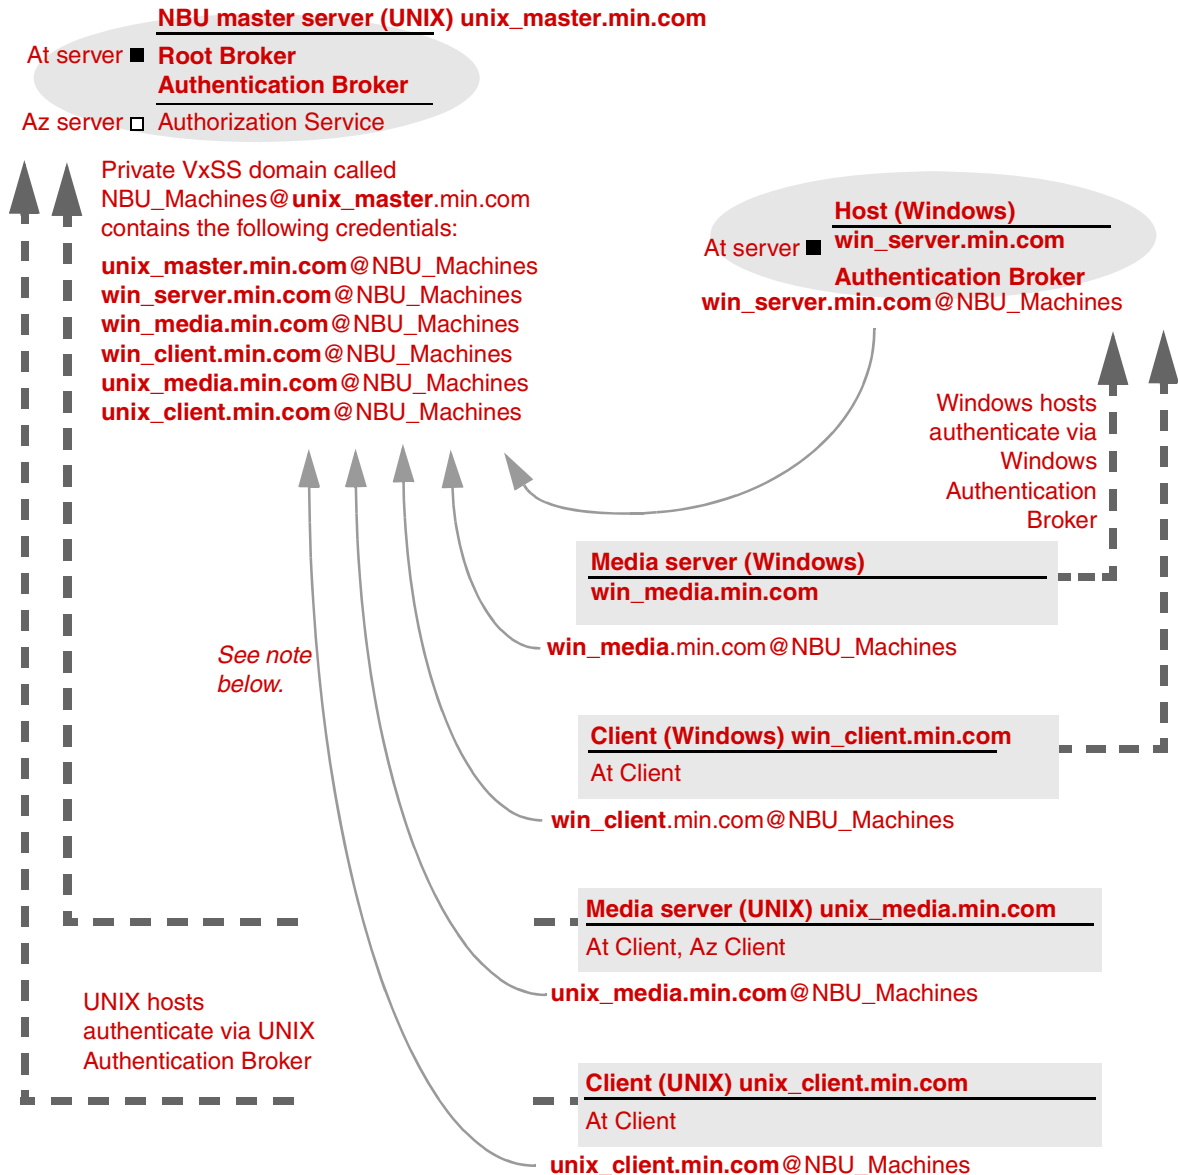 NBU master server (UNIX) unix_master.min.com
At server Root Broker
Authentication Broker
Az server Authorization Service
Private VxSS domain called
NBU_Machines@unix_master.min.com
contains the following credentials:
unix_master.min.com@NBU_Machines
win_server.min.com@NBU_Machines
win_media.min.com@NBU_Machines
win_client.min.com@NBU_Machines
unix_media.min.com@NBU_Machines
unix_client.min.com@NBU_Machines
Host (Windows)
At server win_server.min.com
Authentication Broker
win_server.min.com@NBU_Machines
Windows hosts
authenticate via
Windows
Authentication
Broker
Media server (Windows)
win_media.min.com
win_media.min.com@NBU_Machines
See note
below.
Client (Windows) win_client.min.com
At Client
win_client.min.com@NBU_Machines
Media server (UNIX) unix_media.min.com
At Client, Az Client
unix_media.min.com@NBU_Machines
UNIX hosts
authenticate via UNIX
Authentication Broker
Client (UNIX) unix_client.min.com
At Client
unix_client.min.com@NBU_Machines